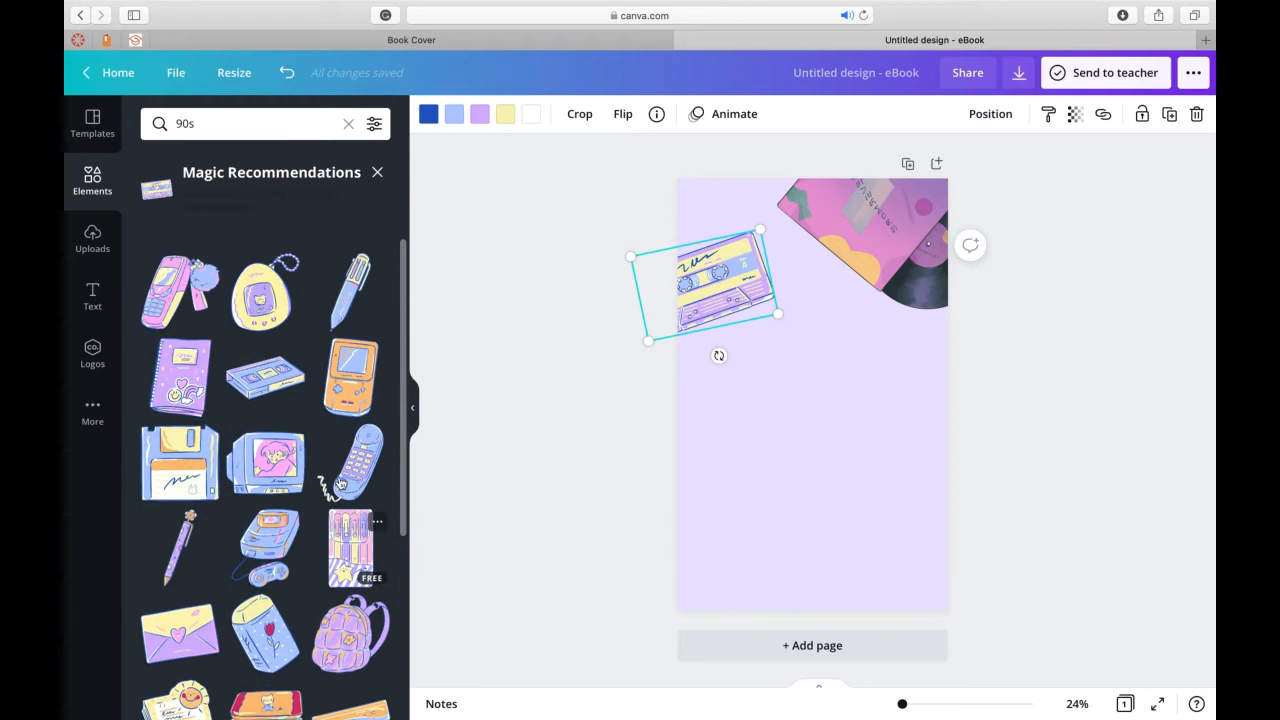 canva.com
Book Cover
Untitled design - eBook
Home
File
Resize
All changes saved
Untitled design - eBook
Share
Send to teacher
Templates
90s
Crop
Flip
Animate
Position
Magic Recommendations
Elements
Uploads
Text
CO.
Logos
More
FREE
+ Add page
Notes
24%
1